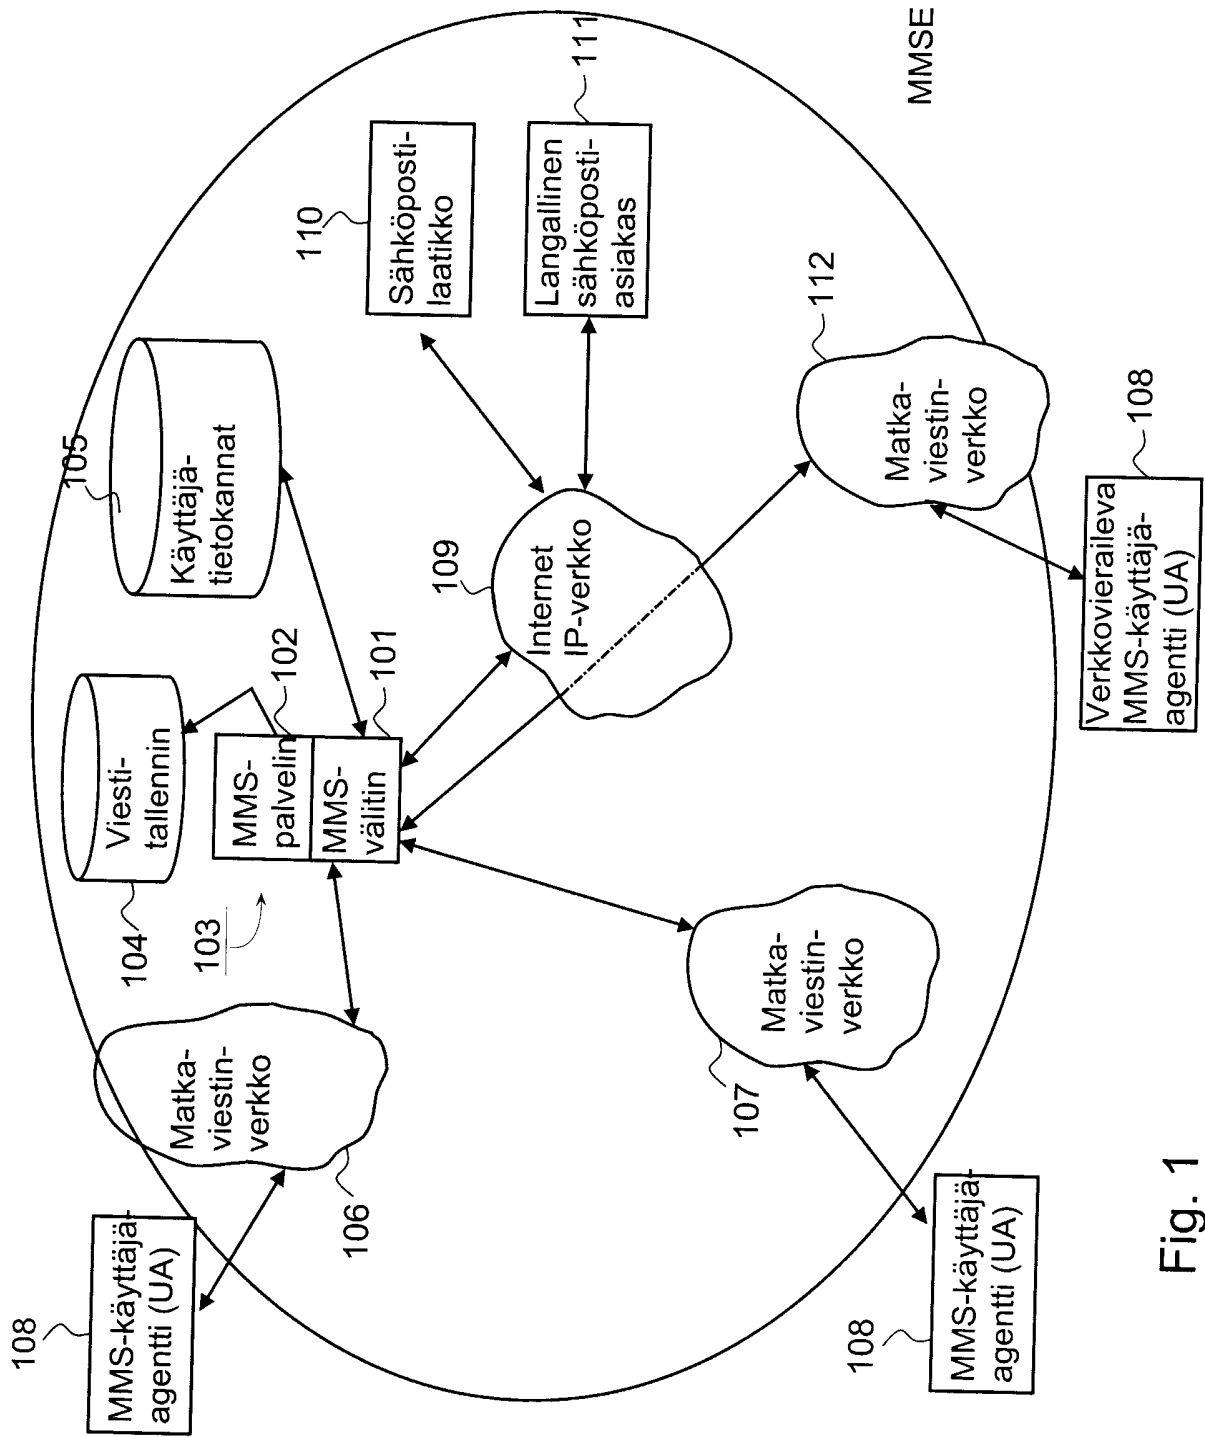 108
MMS-käyttäjä-
agentti (UA)
106
Matka-
viestin-
verkko
103
104
Viesti-
tallennin
102
MMS-
palvelin
101
MMS-
välitin
105
Käyttäjä-
tietokannat
109
Internet
IP-verkko
110
Sähköposti-
laatikko
111
Langallinen
sähköposti-
asiakas
MMSE
108
MMS-käyttäjä-
agentti (UA)
107
Matka-
viestin-
verkko
112
Matka-
viestin-
verkko
108
Verkkovieraileva
MMS-käyttäjä-
agentti (UA)
Fig. 1